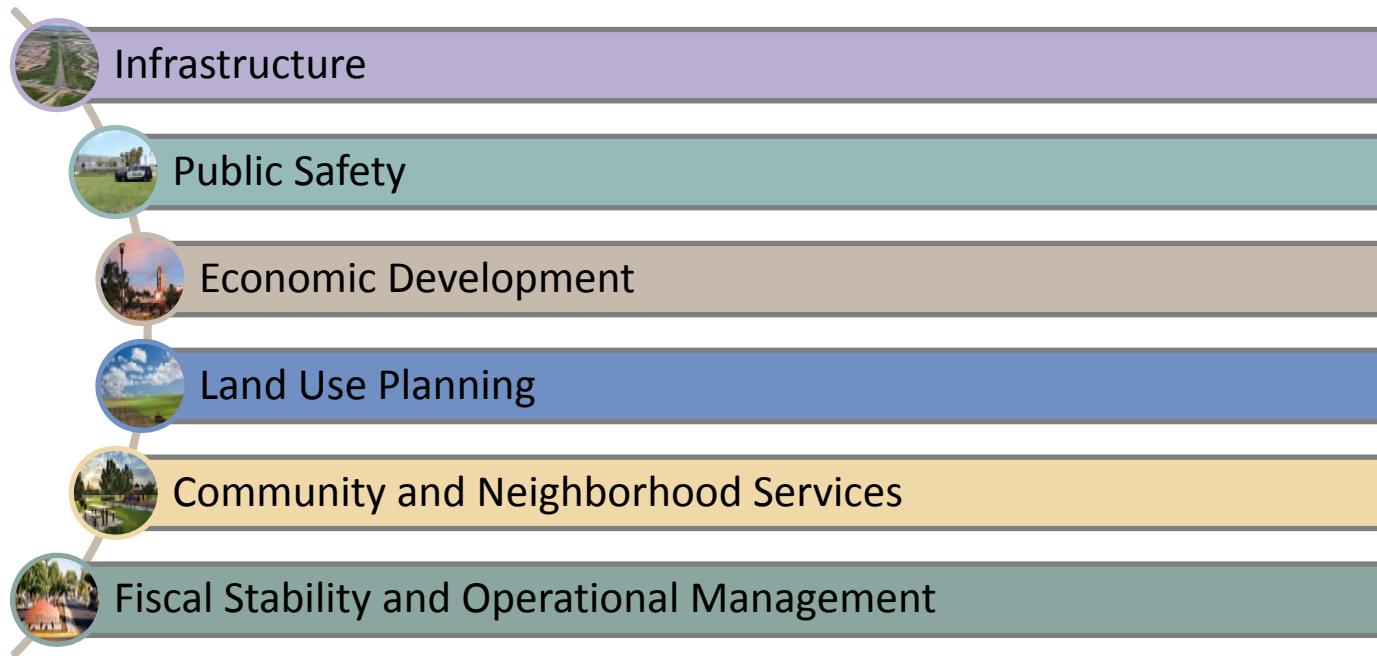 Infrastructure
Public Safety
Economic Development
Land Use Planning
Community and Neighborhood Services
Fiscal Stability and Operational Management